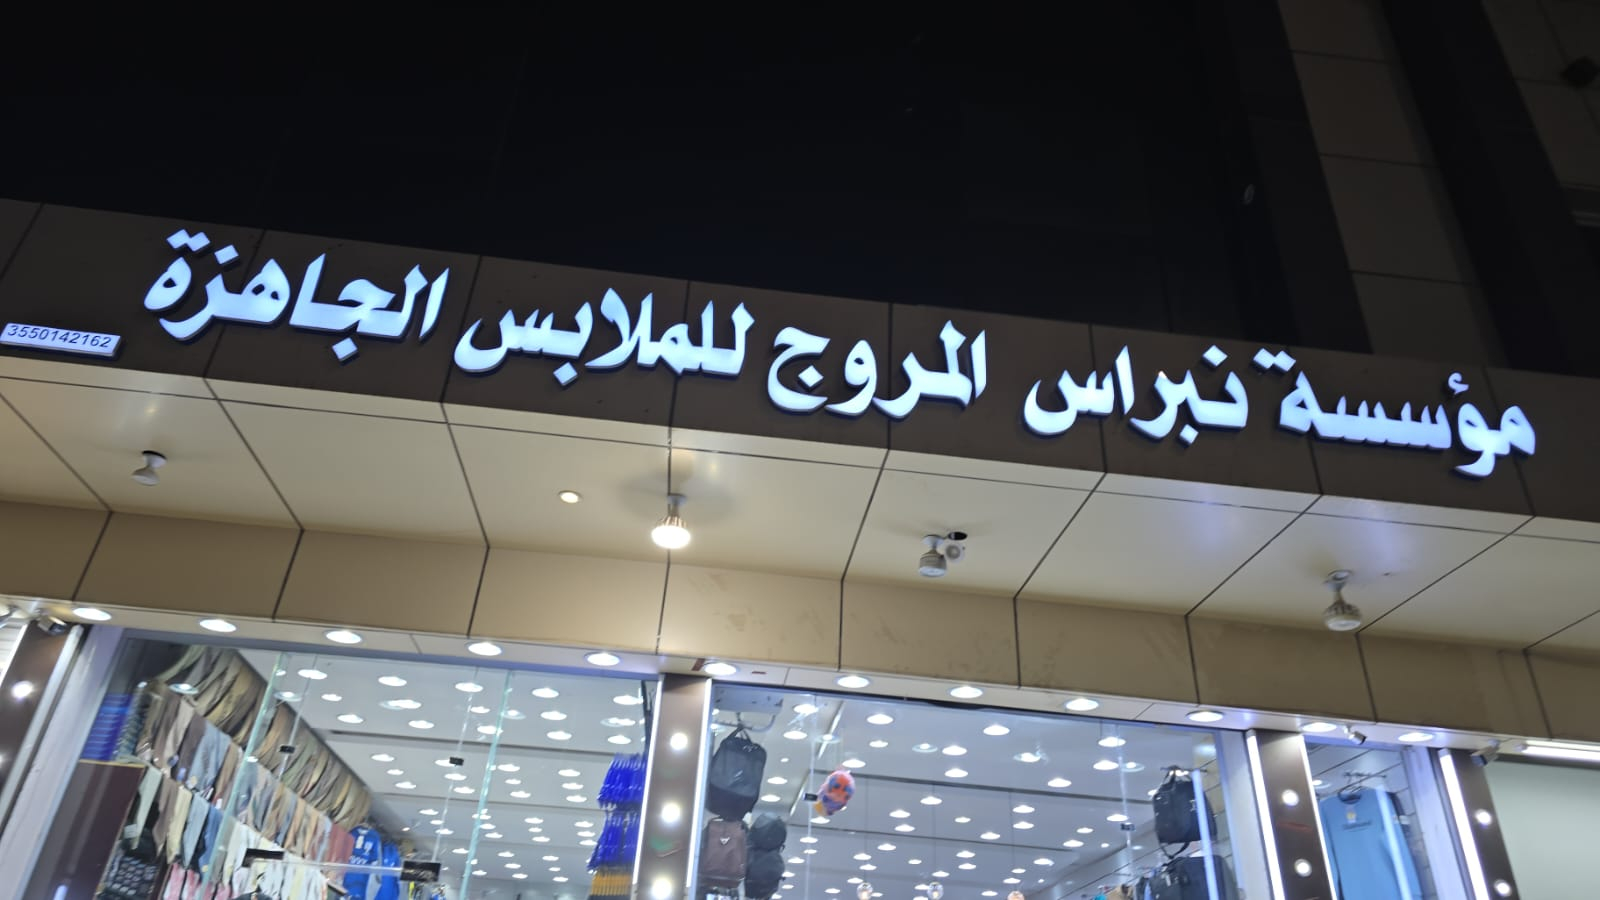 مؤسسة نبراس المروج للملابس الجاهزة
3550142162